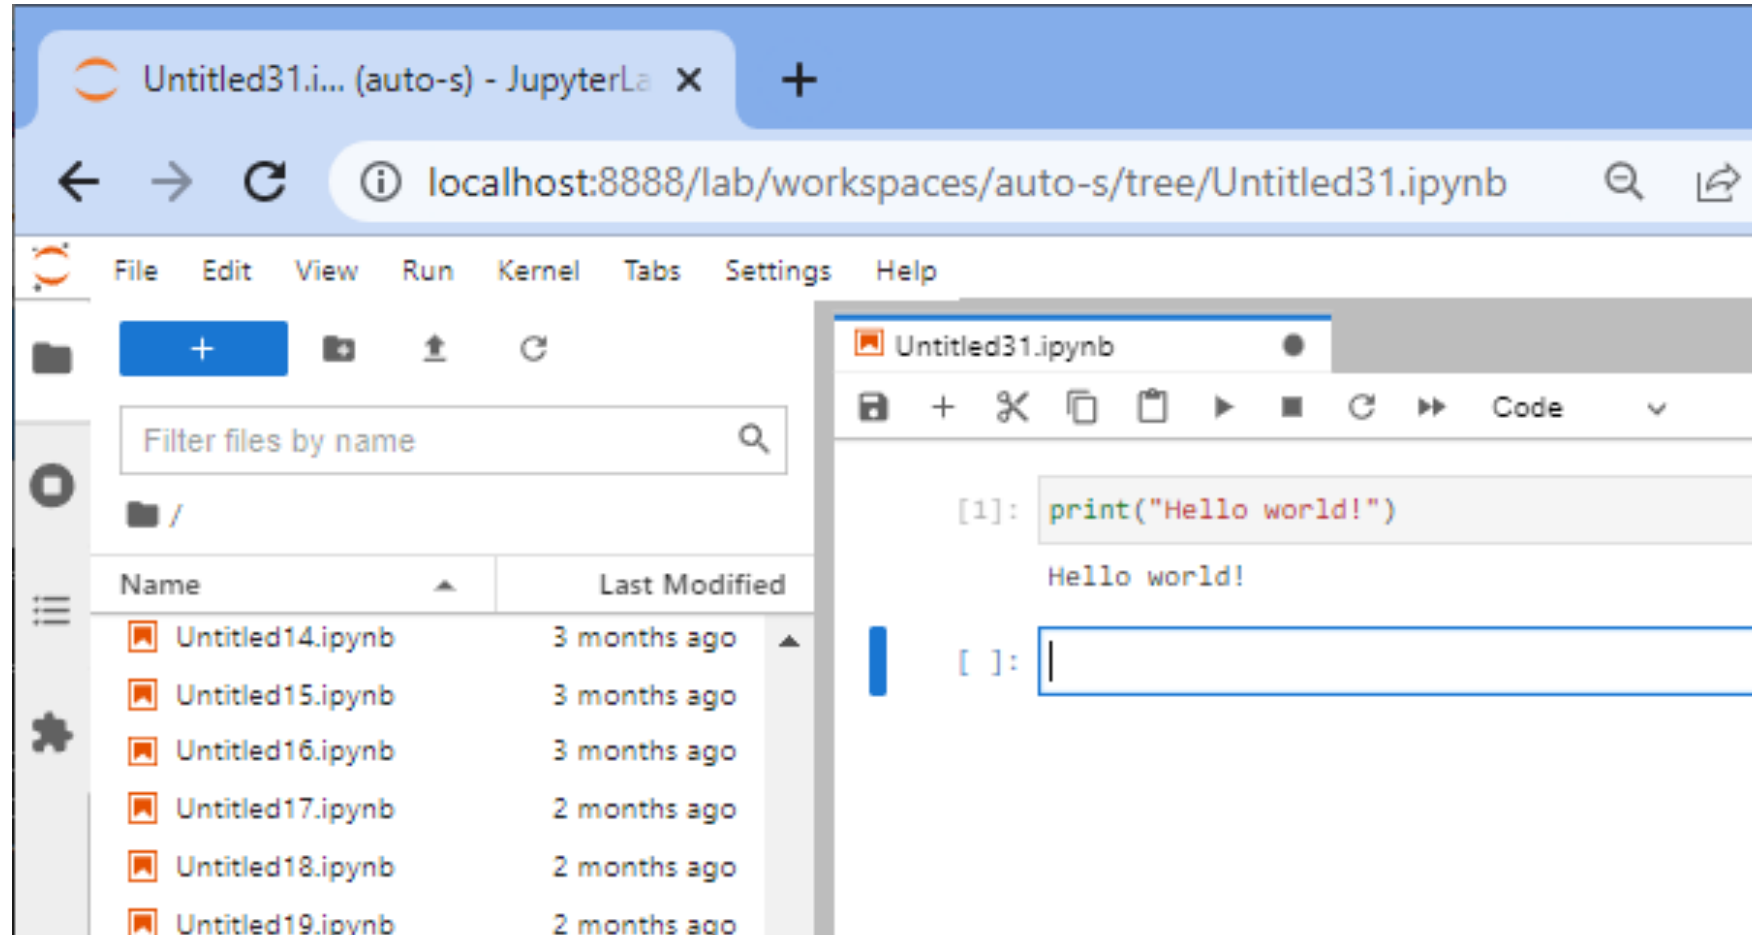 Untitled31.i... (auto-s) - JupyterLa
localhost:8888/lab/workspaces/auto-s/tree/Untitled31.ipynb
File Edit View Run Kernel Tabs Settings Help
Untitled31.ipynb
Code
Filter files by name
/
Name Last Modified
Untitled14.ipynb 3 months ago
Untitled15.ipynb 3 months ago
Untitled16.ipynb 3 months ago
Untitled17.ipynb 2 months ago
Untitled18.ipynb 2 months ago
Untitled19.ipynb 2 months ago
[1]: print("Hello world!")
Hello world!
[ ]: